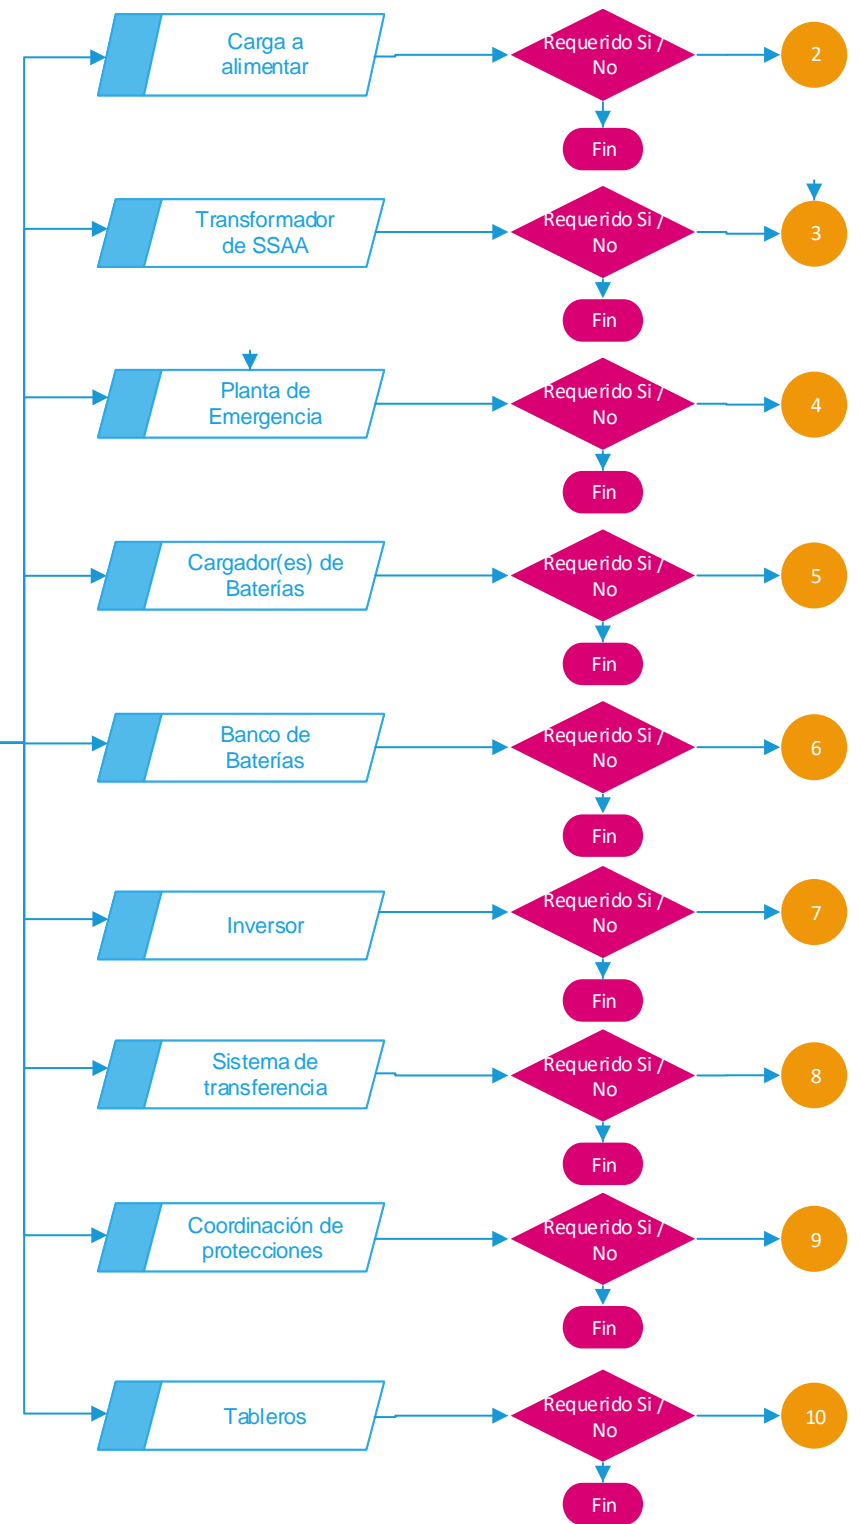 Carga a
alimentar
Requerido Si /
No
2
Fin
Transformador
de SSAA
Requerido Si /
No
3
Fin
Planta de
Emergencia
Requerido Si /
No
4
Fin
Cargador(es) de
Baterías
Requerido Si /
No
5
Fin
Banco de
Baterías
Requerido Si /
No
6
Fin
Inversor
Requerido Si /
No
7
Fin
Sistema de
transferencia
Requerido Si /
No
8
Fin
Coordinación de
protecciones
Requerido Si /
No
9
Fin
Tableros
Requerido Si /
No
10
Fin